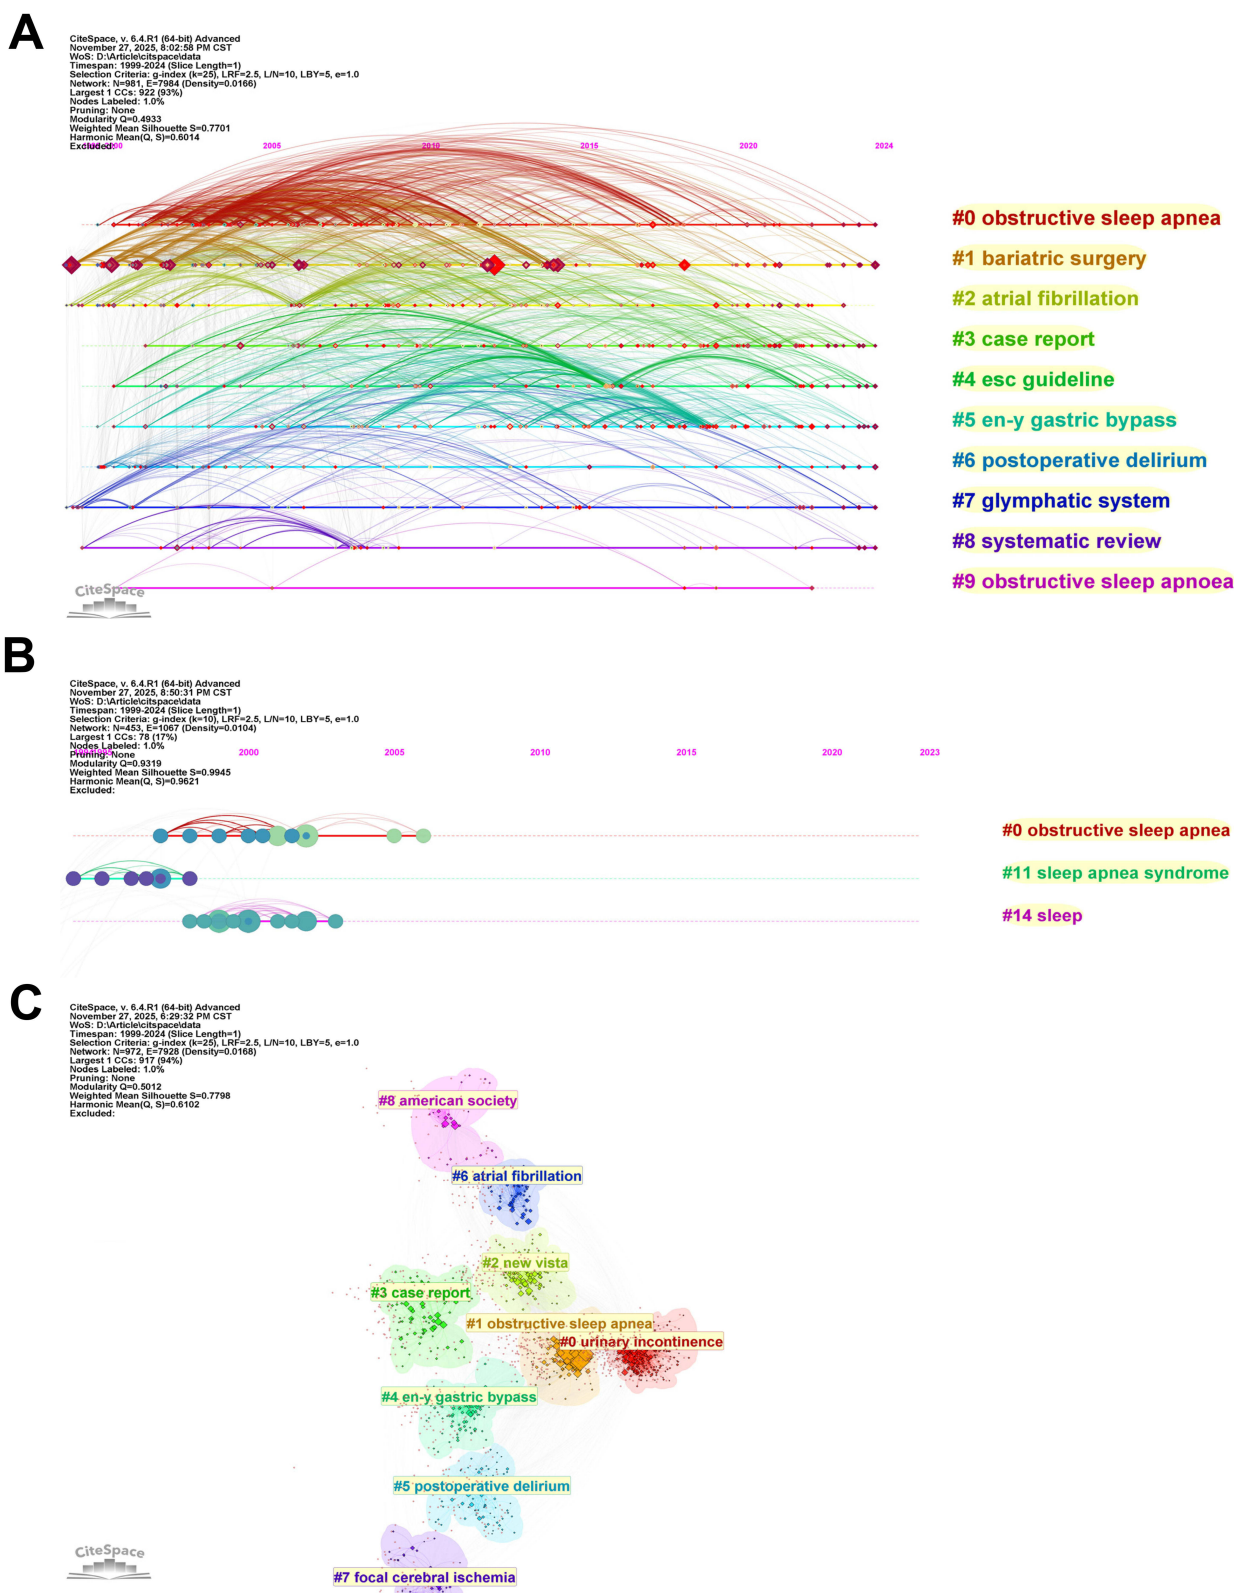 A
CiteSpace, v. 6.4.R1 (64-bit) Advanced
November 27, 2025, 8:02:58 PM CST
WoS: D:\Article\citspace\data
Timespan: 1999-2024 (Slice Length=1)
Selection Criteria: g-index (k=25), LRF=2.5, L/N=10, LBY=5, e=1.0
Network: N=981, E=7984 (Density=0.0166)
Largest 1 CCs: 922 (93%)
Nodes Labeled: 1.0%
Pruning: None
Modularity Q=0.4933
Weighted Mean Silhouette S=0.7701
Harmonic Mean(Q, S)=0.6014
Excluded:
2000 2005 2010 2015 2020 2024
#0 obstructive sleep apnea
#1 bariatric surgery
#2 atrial fibrillation
#3 case report
#4 esc guideline
#5 en-y gastric bypass
#6 postoperative delirium
#7 glymphatic system
#8 systematic review
#9 obstructive sleep apnoea
CiteSpace
B
CiteSpace, v. 6.4.R1 (64-bit) Advanced
November 27, 2025, 8:50:31 PM CST
WoS: D:\Article\citspace\data
Timespan: 1999-2024 (Slice Length=1)
Selection Criteria: g-index (k=10), LRF=2.5, L/N=10, LBY=5, e=1.0
Network: N=453, E=1067 (Density=0.0104)
Largest 1 CCs: 78 (17%)
Nodes Labeled: 1.0%
Pruning: None
Modularity Q=0.9319
Weighted Mean Silhouette S=0.9945
Harmonic Mean(Q, S)=0.9621
Excluded:
2000 2005 2010 2015 2020 2023
#0 obstructive sleep apnea
#11 sleep apnea syndrome
#14 sleep
C
CiteSpace, v. 6.4.R1 (64-bit) Advanced
November 27, 2025, 6:29:32 PM CST
WoS: D:\Article\citspace\data
Timespan: 1999-2024 (Slice Length=1)
Selection Criteria: g-index (k=25), LRF=2.5, L/N=10, LBY=5, e=1.0
Network: N=972, E=7928 (Density=0.0168)
Largest 1 CCs: 917 (94%)
Nodes Labeled: 1.0%
Pruning: None
Modularity Q=0.5012
Weighted Mean Silhouette S=0.7798
Harmonic Mean(Q, S)=0.6102
Excluded:
#8 american society
#6 atrial fibrillation
#2 new vista
#3 case report
#1 obstructive sleep apnea
#0 urinary incontinence
#4 en-y gastric bypass
#5 postoperative delirium
#7 focal cerebral ischemia
CiteSpace